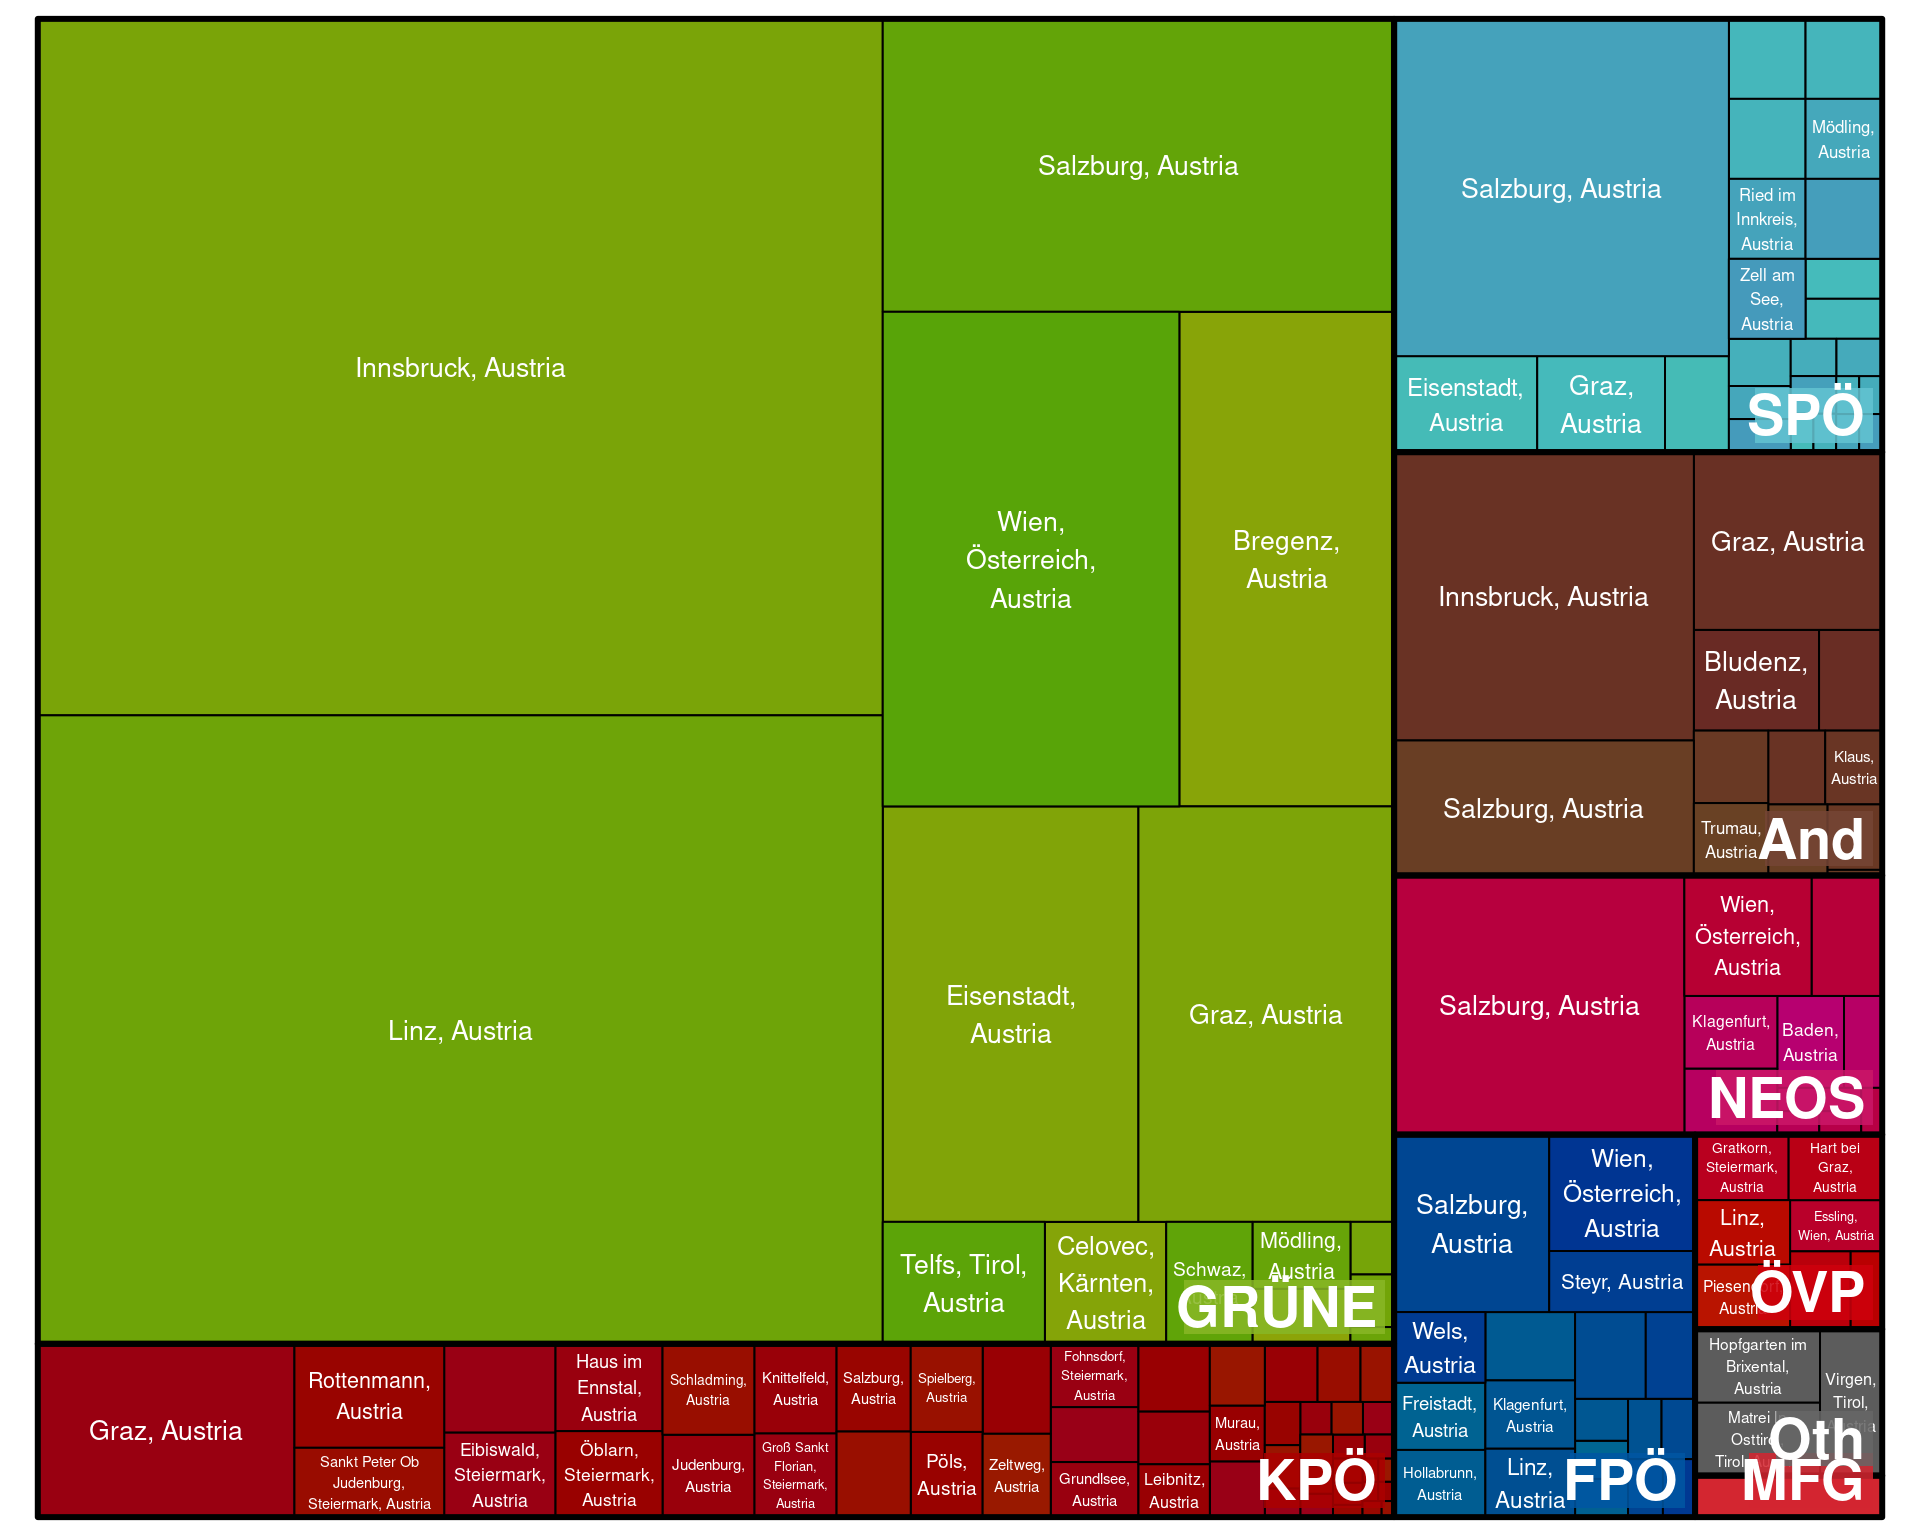 Innsbruck, Austria
Linz, Austria
Salzburg, Austria
Wien,
Österreich,
Austria
Bregenz,
Austria
Eisenstadt,
Austria
Graz, Austria
Telfs, Tirol,
Austria
Celovec,
Kärnten,
Austria
Schwaz,
Mödling,
Austria
GRÜNE
Graz, Austria
Rottenmann,
Austria
Sankt Peter Ob
Judenburg,
Steiermark, Austria
Eibiswald,
Steiermark,
Austria
Haus im
Ennstal,
Austria
Öblarn,
Steiermark,
Austria
Schladming,
Austria
Judenburg,
Austria
Knittelfeld,
Austria
Groß Sankt
Florian,
Steiermark,
Austria
Salzburg,
Austria
Spielberg,
Austria
Pöls,
Austria
Zeltweg,
Austria
Fohnsdorf,
Steiermark,
Austria
Grundlsee,
Austria
Leibnitz,
Austria
Murau,
Austria
KPÖ
Salzburg, Austria
Eisenstadt,
Austria
Graz,
Austria
Mödling,
Austria
Ried im
Innkreis,
Austria
Zell am
See,
Austria
SPÖ
Innsbruck, Austria
Salzburg, Austria
Graz, Austria
Bludenz,
Austria
Klaus,
Austria
Trumau,
Austria
And
Salzburg, Austria
Wien,
Österreich,
Austria
Klagenfurt,
Austria
Baden,
Austria
NEOS
Salzburg,
Austria
Wien,
Österreich,
Austria
Steyr, Austria
Wels,
Austria
Freistadt,
Austria
Hollabrunn,
Austria
Klagenfurt,
Austria
Linz,
Austria
FPÖ
Gratkorn,
Steiermark,
Austria
Hart bei
Graz,
Austria
Linz,
Austria
Essling,
Wien, Austria
ÖVP
Hopfgarten im
Brixental,
Austria
Virgen,
Tirol,
Matrei
Oth
MFG